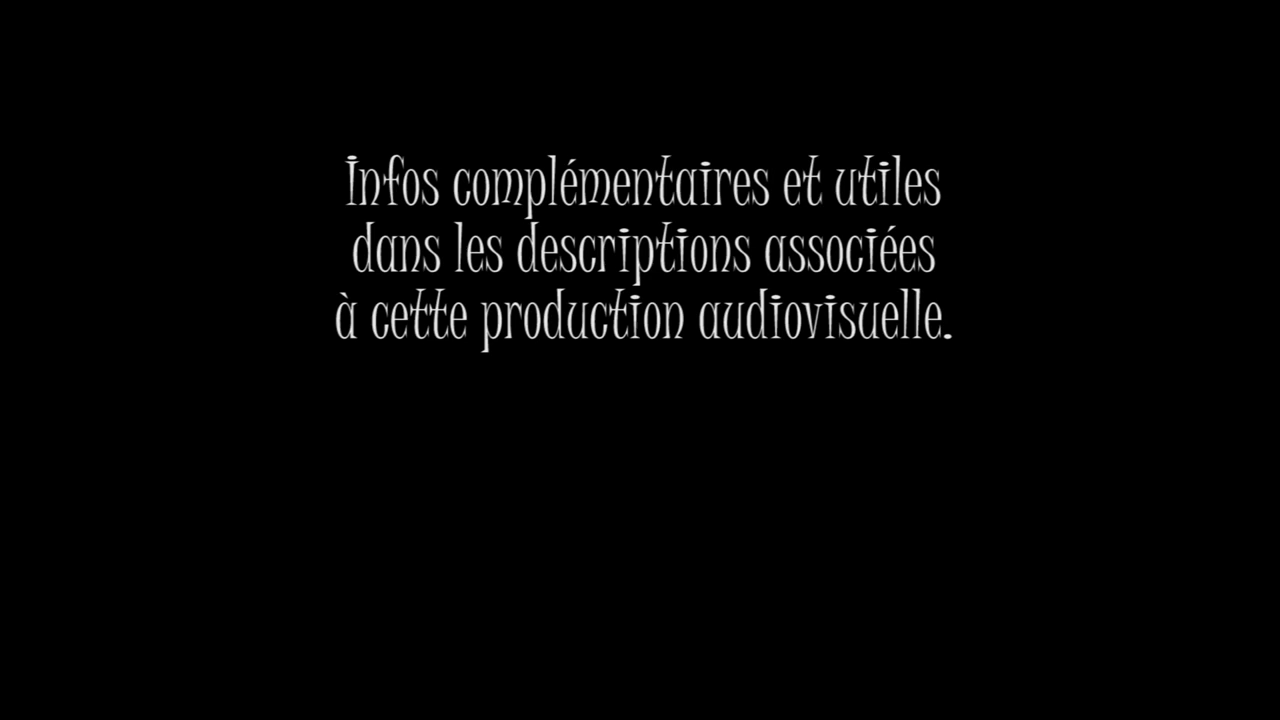 Infos complémentaires et utiles
dans les descriptions associées
à cette production audiovisuelle.